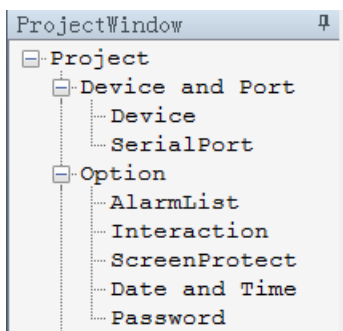 ProjectWindow
Project
Device and Port
Device
SerialPort
Option
AlarmList
Interaction
ScreenProtect
Date and Time
Password